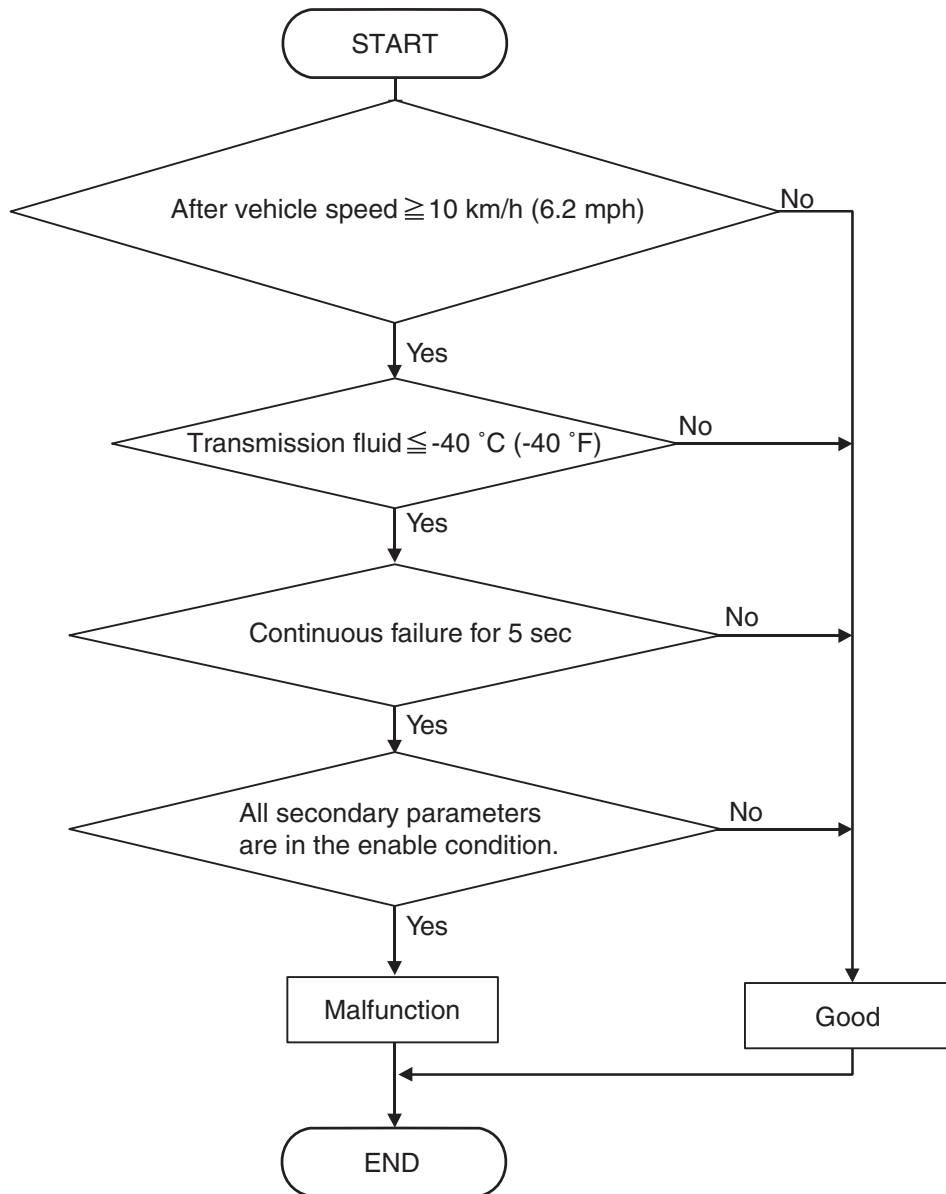 START
After vehicle speed ≧10 km/h (6.2 mph)
No
Yes
Transmission fluid ≦ -40 ˚C (-40 ˚F)
No
Yes
Continuous failure for 5 sec
No
Yes
All secondary parameters
are in the enable condition.
No
Yes
Malfunction
Good
END